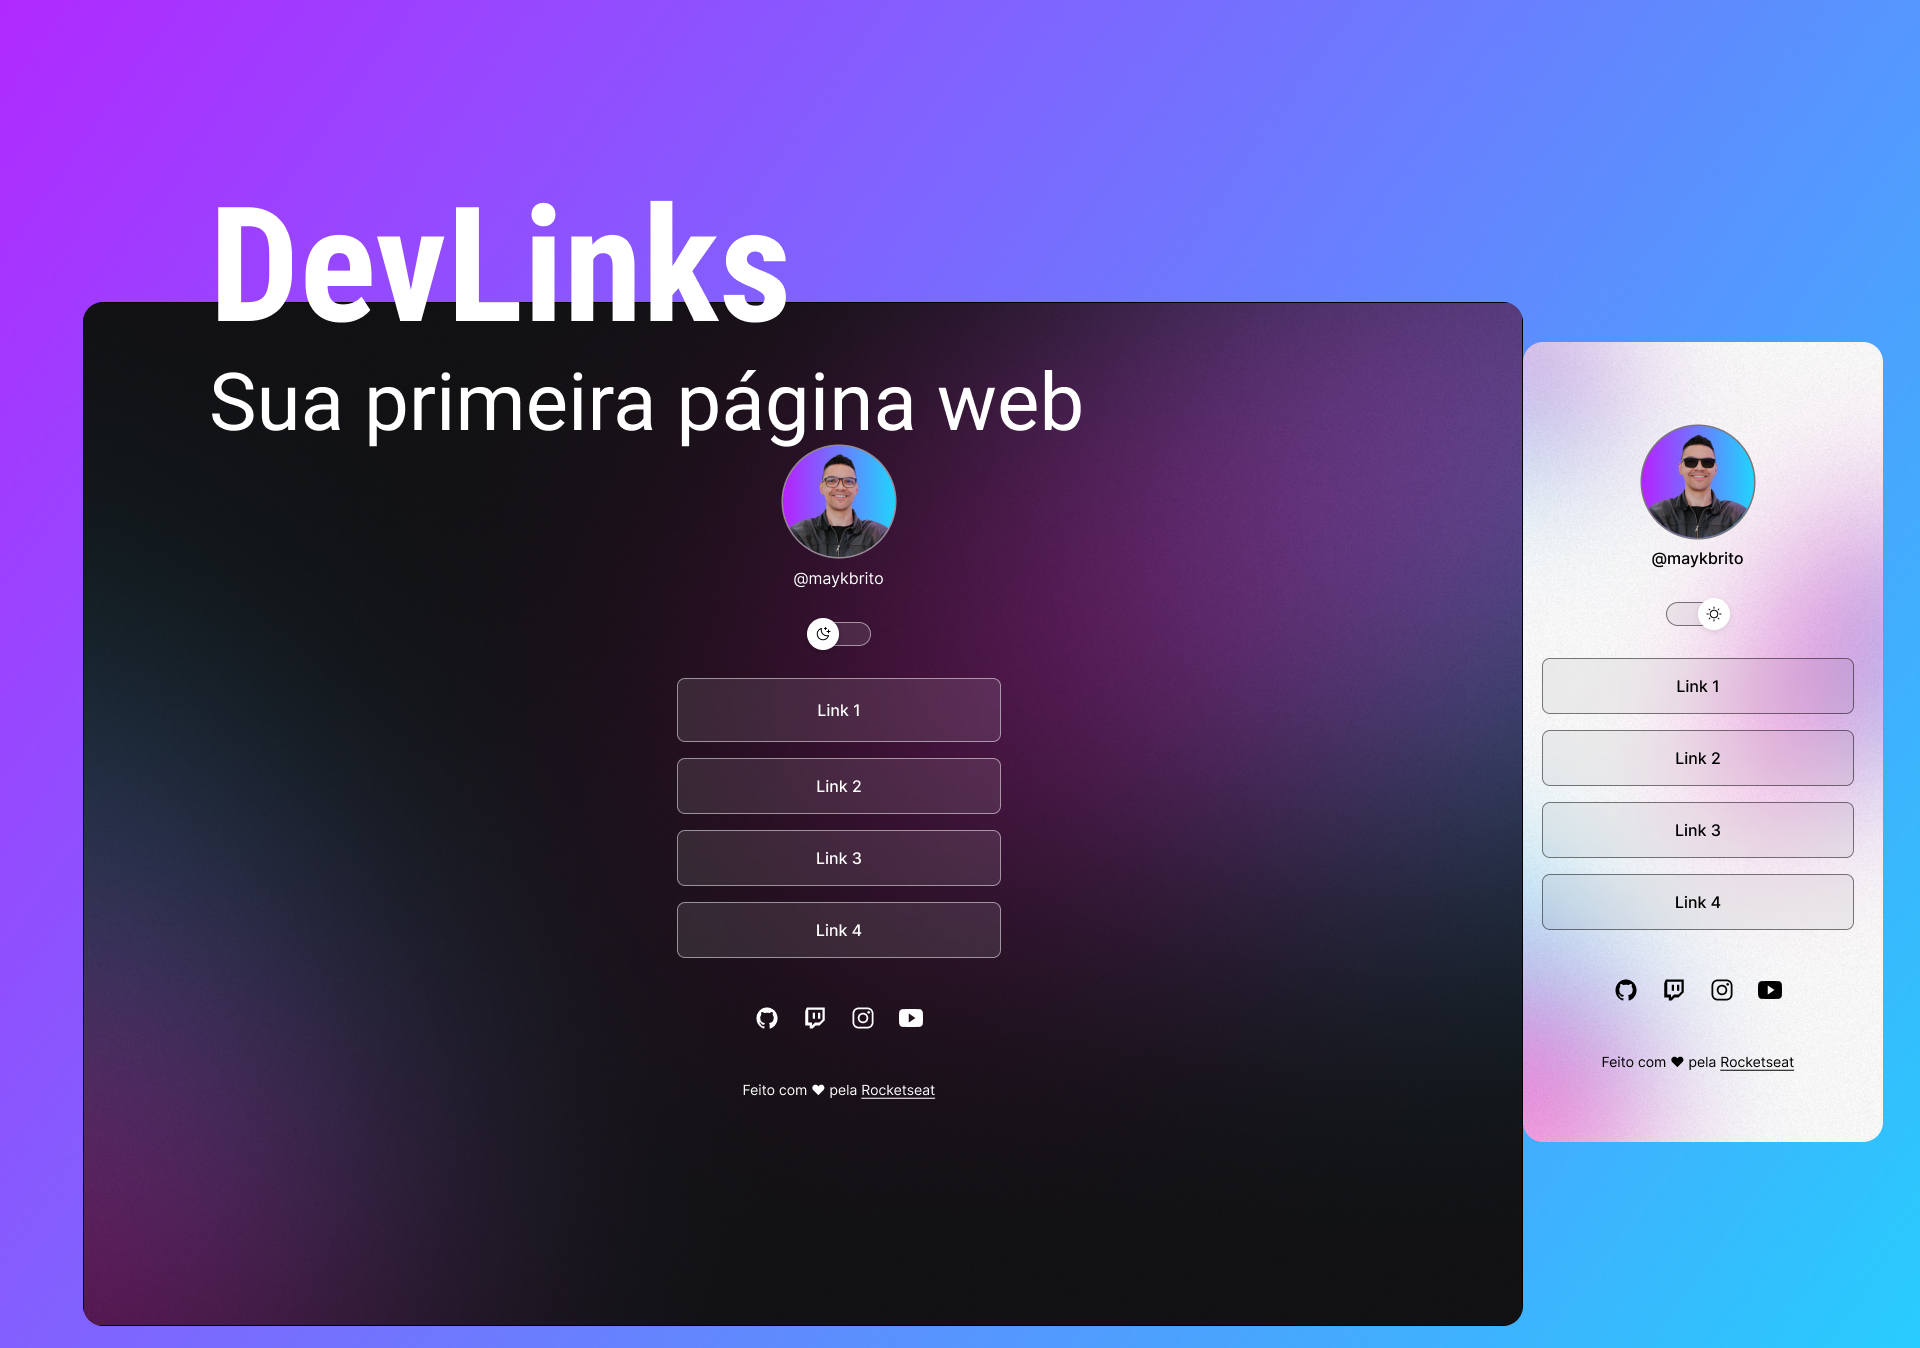 DevLinks
Sua primeira página web
@maykbrito
Link 1
Link 2
Link 3
Link 4
Feito com ♥ pela Rocketseat
@maykbrito
Link 1
Link 2
Link 3
Link 4
Feito com ♥ pela Rocketseat